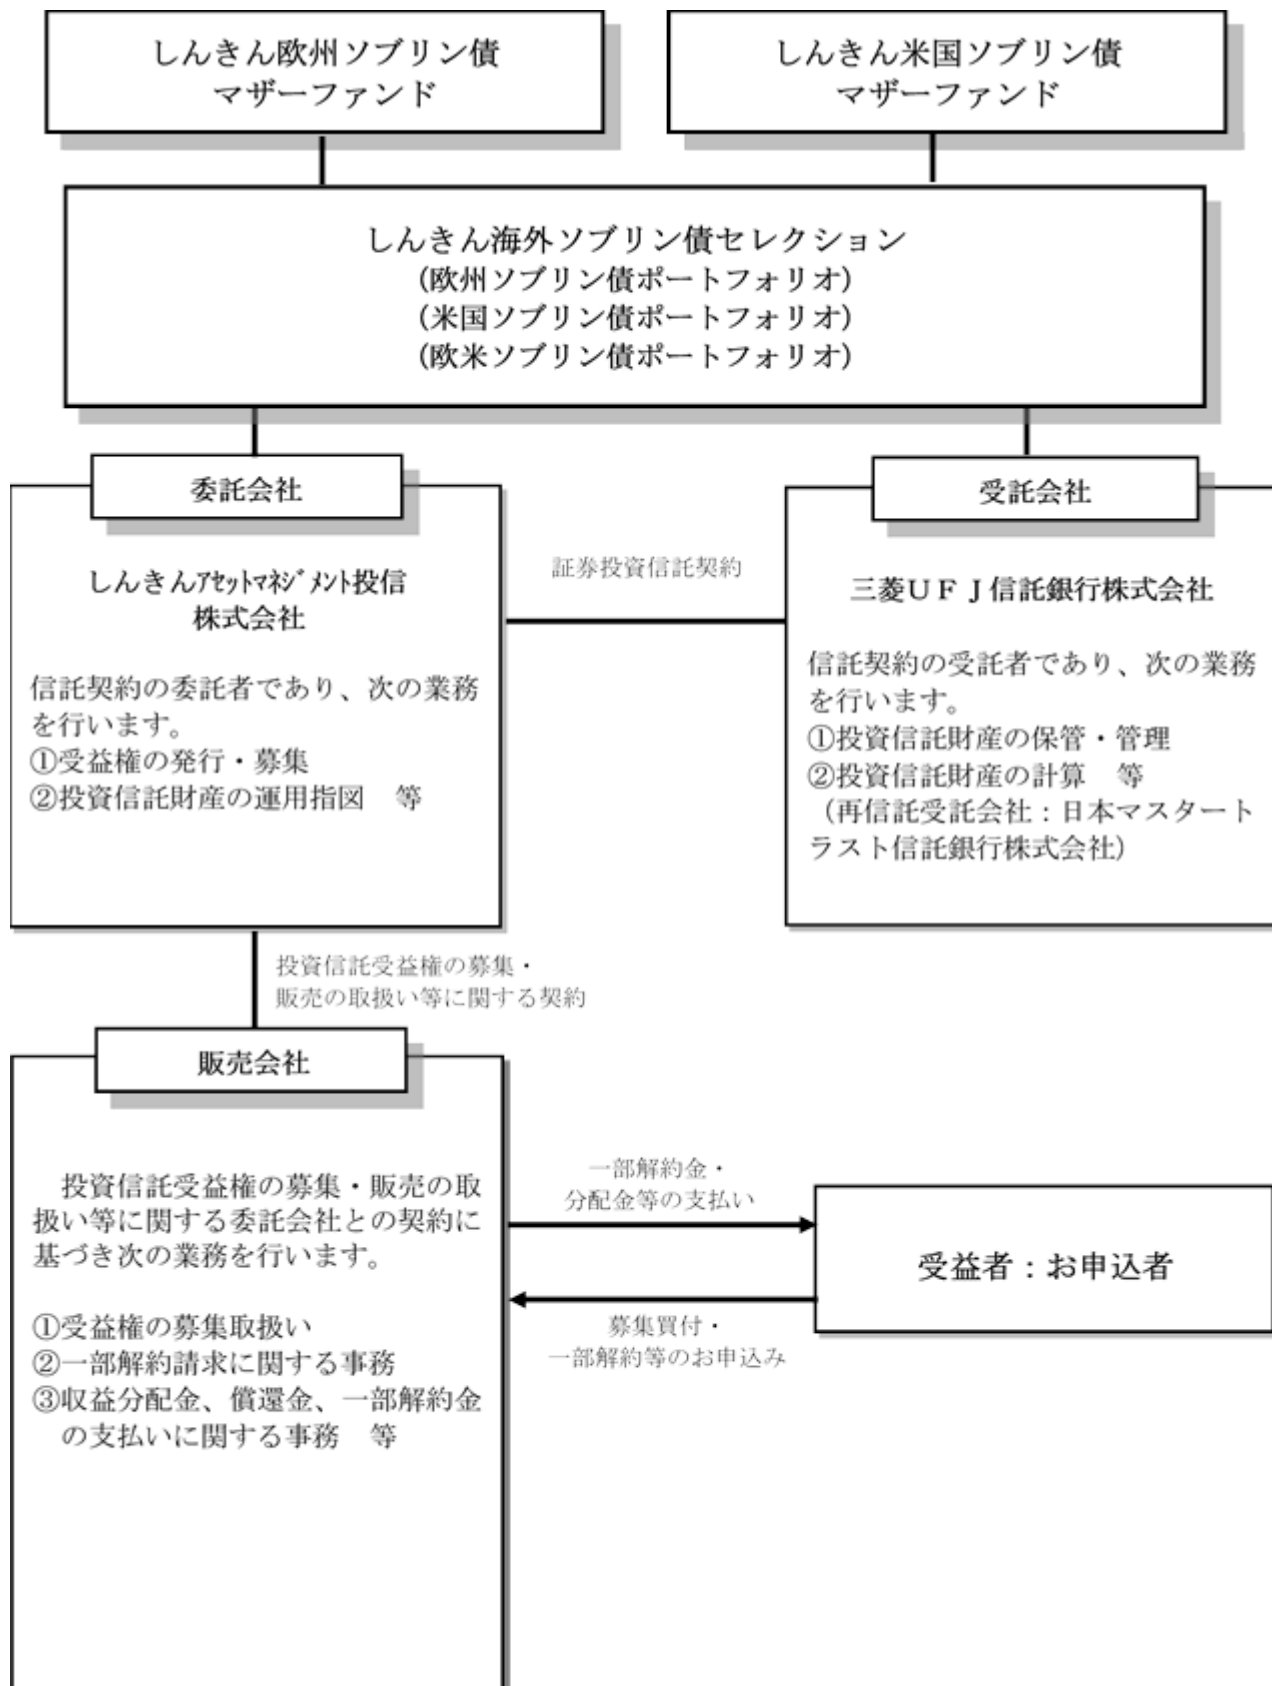 しんきん欧州ソブリン債
マザーファンド
しんきん米国ソブリン債
マザーファンド
しんきん海外ソブリン債セレクション
（欧州ソブリン債ポートフォリオ）
（米国ソブリン債ポートフォリオ）
（欧米ソブリン債ポートフォリオ）
委託会社
しんきんｱｾｯﾄﾏﾈｼﾞﾒﾝﾄ投信
株式会社
信託契約の委託者であり、次の業務
を行います。
①受益権の発行・募集
②投資信託財産の運用指図　等
証券投資信託契約
受託会社
三菱ＵＦＪ信託銀行株式会社
信託契約の受託者であり、次の業務
を行います。
①投資信託財産の保管・管理
②投資信託財産の計算　等
（再信託受託会社：日本マスタート
ラスト信託銀行株式会社）
投資信託受益権の募集・
販売の取扱い等に関する契約
販売会社
投資信託受益権の募集・販売の取
扱い等に関する委託会社との契約に
基づき次の業務を行います。
①受益権の募集取扱い
②一部解約請求に関する事務
③収益分配金、償還金、一部解約金
の支払いに関する事務　等
一部解約金・
分配金等の支払い
募集買付・
一部解約等のお申込み
受益者：お申込者